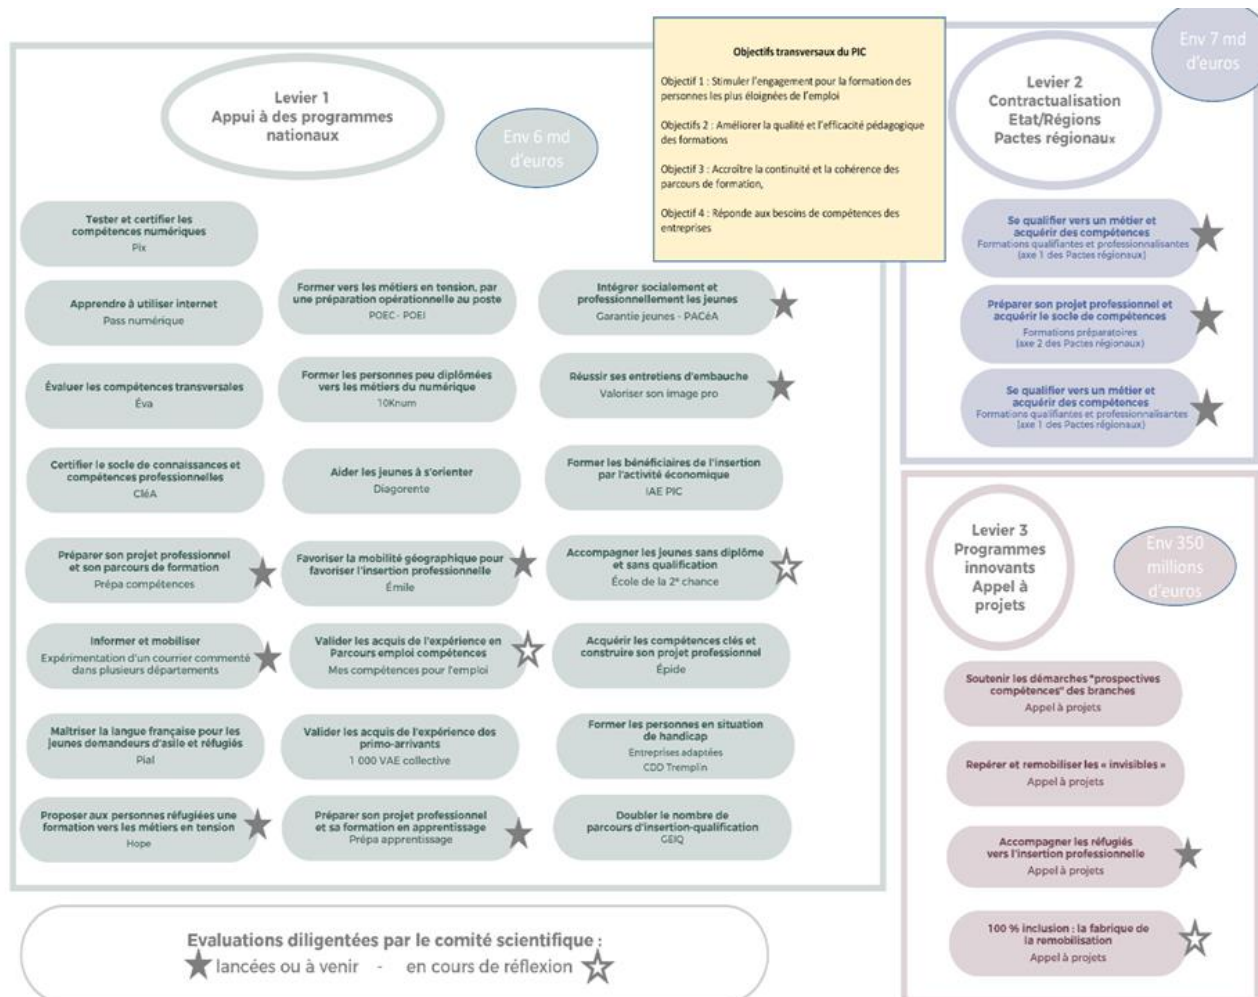 Levier 1
Appui à des programmes
nationaux
Env 6 md
d'euros
Objectifs transversaux du PIC
Objectif 1 : Stimuler l'engagement pour la formation des
personnes les plus éloignées de l'emploi
Objectifs 2 : Améliorer la qualité et l'efficacité pédagogique
des formations
Objectif 3 : Accroître la continuité et la cohérence des
parcours de formation,
Objectif 4 : Réponde aux besoins de compétences des
entreprises
Tester et certifier les
compétences numériques
Pix
Apprendre à utiliser internet
Pass numérique
Évaluer les compétences transversales
Éva
Certifier le socle de connaissances et
compétences professionnelles
CléA
Préparer son projet professionnel
et son parcours de formation
Prépa compétences
Informer et mobiliser
Expérimentation d'un courrier commenté
dans plusieurs départements
Maîtriser la langue française pour les
jeunes demandeurs d'asile et réfugiés
Pial
Proposer aux personnes réfugiées une
formation vers les métiers en tension
Hope
Former vers les métiers en tension, par
une préparation opérationnelle au poste
POEC - POEI
Former les personnes peu diplômées
vers les métiers du numérique
10Knum
Aider les jeunes à s'orienter
Diagorente
Favoriser la mobilité géographique pour
favoriser l'insertion professionnelle
Émile
Valider les acquis de l'expérience en
Parcours emploi compétences
Mes compétences pour l'emploi
Valider les acquis de l'expérience des
primo-arrivants
1 000 VAE collective
Préparer son projet professionnel
et sa formation en apprentissage
Prépa apprentissage
Intégrer socialement et
professionnellement les jeunes
Garantie jeunes - PACéA
Réussir ses entretiens d'embauche
Valoriser son image pro
Former les bénéficiaires de l'insertion
par l'activité économique
IAE PIC
Accompagner les jeunes sans diplôme
et sans qualification
École de la 2e chance
Acquérir les compétences clés et
construire son projet professionnel
Épide
Former les personnes en situation
de handicap
Entreprises adaptées
CDD Tremplin
Doubler le nombre de
parcours d'insertion-qualification
GEIQ
Env 7 md
d'euros
Levier 2
Contractualisation
Etat/Régions
Pactes régionaux
Se qualifier vers un métier et
acquérir des compétences
Formations qualifiantes et professionnalisantes
(axe 1 des Pactes régionaux)
Préparer son projet professionnel et
acquérir le socle de compétences
Formations préparatoires
(axe 2 des Pactes régionaux)
Se qualifier vers un métier et
acquérir des compétences
Formations qualifiantes et professionnalisantes
(axe 1 des Pactes régionaux)
Levier 3
Programmes
innovants
Appel à
projets
Env 350
millions
d'euros
Soutenir les démarches "prospectives
compétences" des branches
Appel à projets
Repérer et remobiliser les « invisibles »
Appel à projets
Accompagner les réfugiés
vers l'insertion professionnelle
Appel à projets
100 % inclusion : la fabrique de
la remobilisation
Appel à projets
Evaluations diligentées par le comité scientifique :
lancées ou à venir - en cours de réflexion